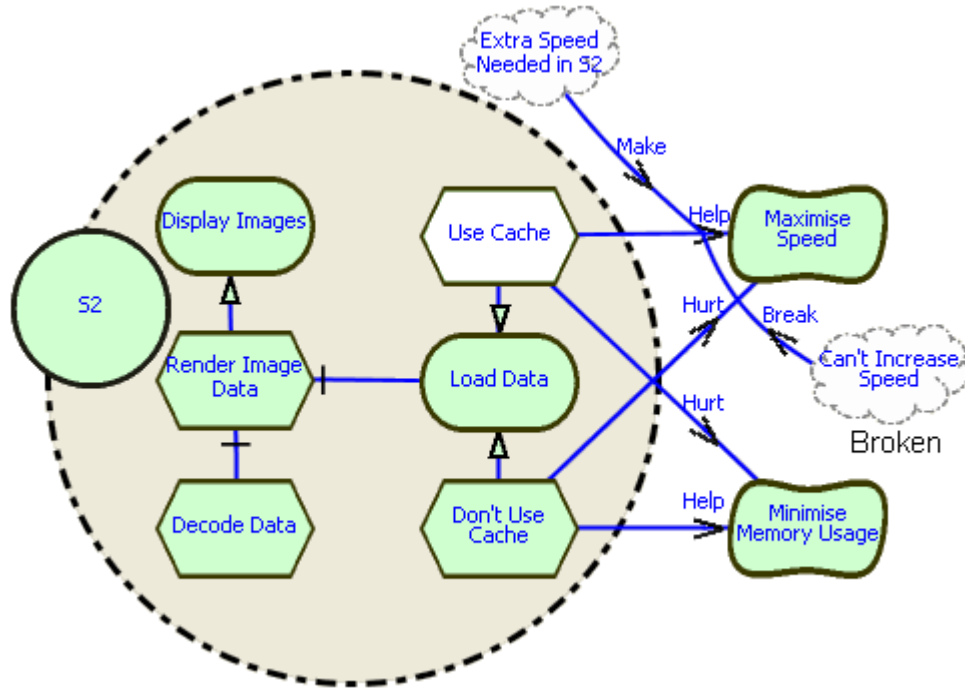 Extra Speed
Needed in S2
Make
Display Images
Use Cache
Help
Maximise
Speed
S2
Hurt
Break
Render Image
Data
Load Data
Can't Increase
Speed
Hurt
Broken
Decode Data
Don't Use
Cache
Help
Minimise
Memory Usage